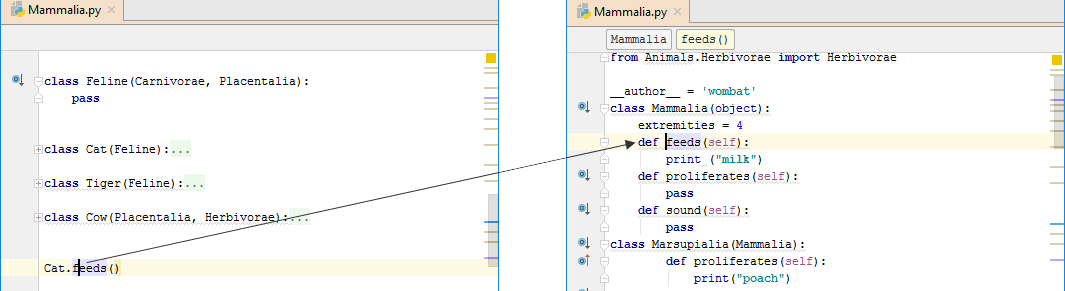 Mammalia.py
class Feline(Carnivorae, Placentalia):
pass
class Cat(Feline):...
class Tiger(Feline):...
class Cow(Placentalia, Herbivorae):...
Cat.feeds()
Mammalia.py
Mammalia feeds()
from Animals.Herbivorae import Herbivorae
__author__ = 'wombat'
class Mammalia(object):
extremities = 4
def feeds(self):
print ("milk")
def proliferates(self):
pass
def sound(self):
pass
class Marsupialia(Mammalia):
def proliferates(self):
print("poach")